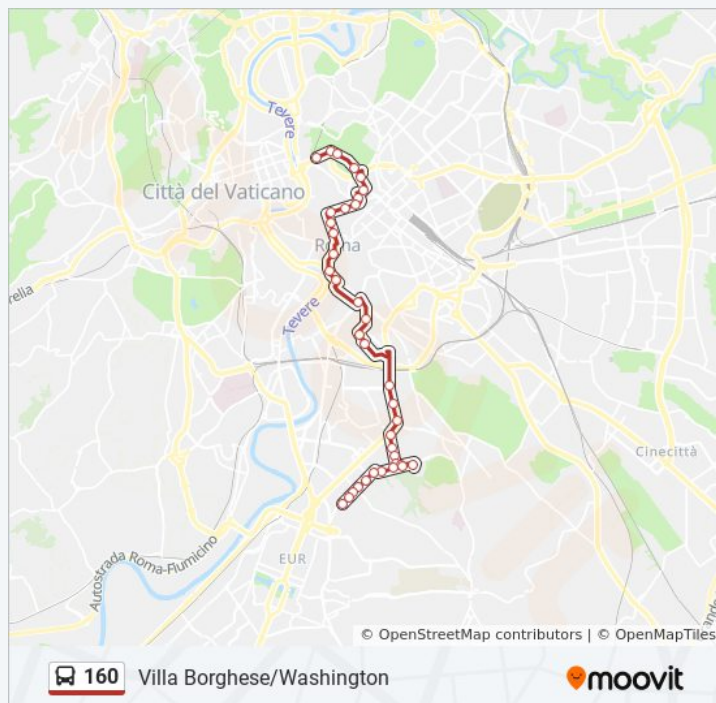 Tevere
Città del Vaticano
Roma
Tevere
Cinecittà
Autostrada Roma-Fiumicino
EUR
© OpenStreetMap contributors | © OpenMapTiles
160 Villa Borghese/Washington moovit